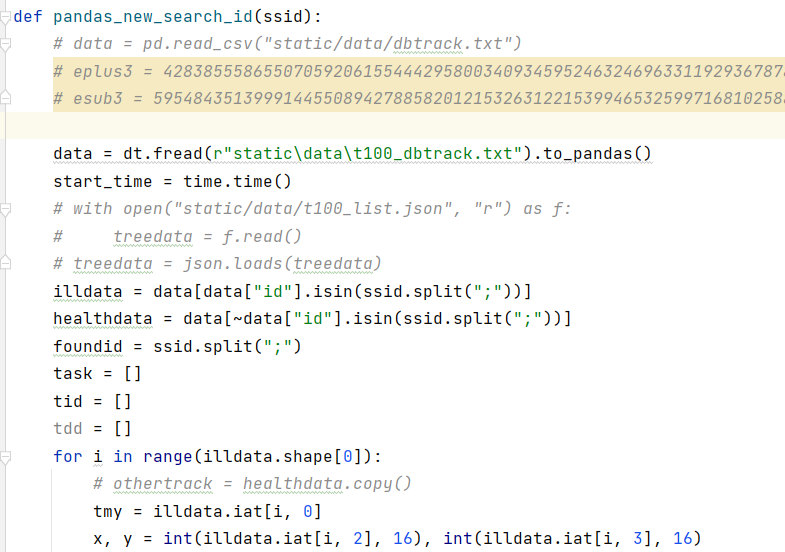 def pandas_new_search_id(ssid):
    # data = pd.read_csv("static/data/dbtrack.txt")
    # eplus3 = 42838555865507059206155444295800340934595246324696331192936787
    # esub3 = 59548435139991445508942788582012153263122153994653259971681025
    data = dt.fread(r"static\data\t100_dbtrack.txt").to_pandas()
    start_time = time.time()
    # with open("static/data/t100_list.json", "r") as f:
    #     treedata = f.read()
    # treedata = json.loads(treedata)
    illdata = data[data["id"].isin(ssid.split(";"))]
    healthdata = data[~data["id"].isin(ssid.split(";"))]
    foundid = ssid.split(";")
    task = []
    tid = []
    tdd = []
    for i in range(illdata.shape[0]):
        # othertrack = healthdata.copy()
        tmy = illdata.iat[i, 0]
        x, y = int(illdata.iat[i, 2], 16), int(illdata.iat[i, 3], 16)